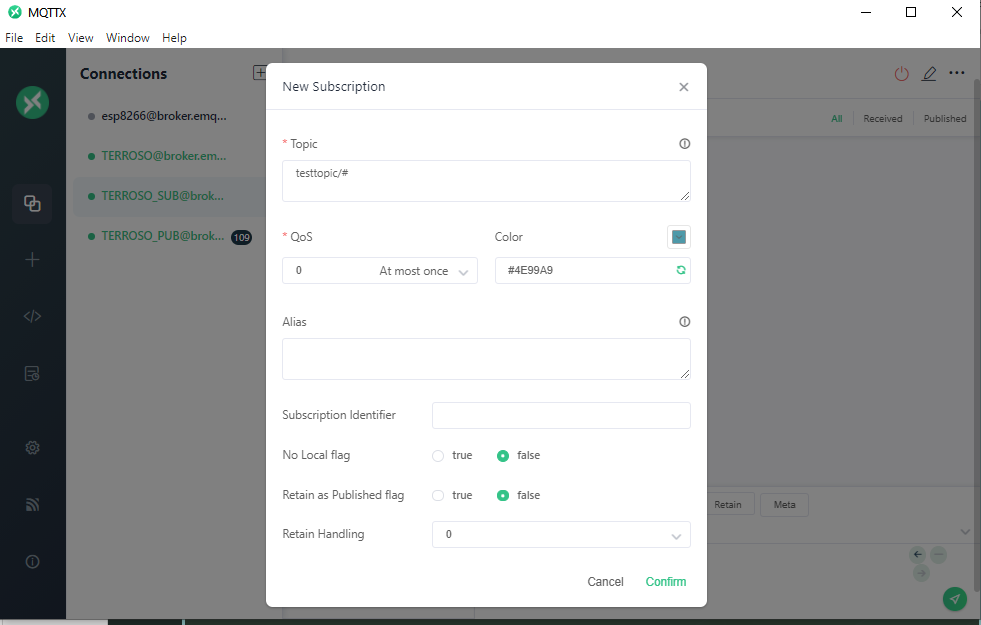 MQTTX
File Edit View Window Help
Connections
esp8266@broker.emq...
TERROSO@broker.em...
TERROSO_SUB@brok...
TERROSO_PUB@brok... 109
New Subscription
* Topic
testtopic/#
* QoS Color
0 At most once #4E99A9
Alias
Subscription Identifier
No Local flag true false
Retain as Published flag true false
Retain Handling 0
Cancel Confirm
All Received Published
Retain Meta